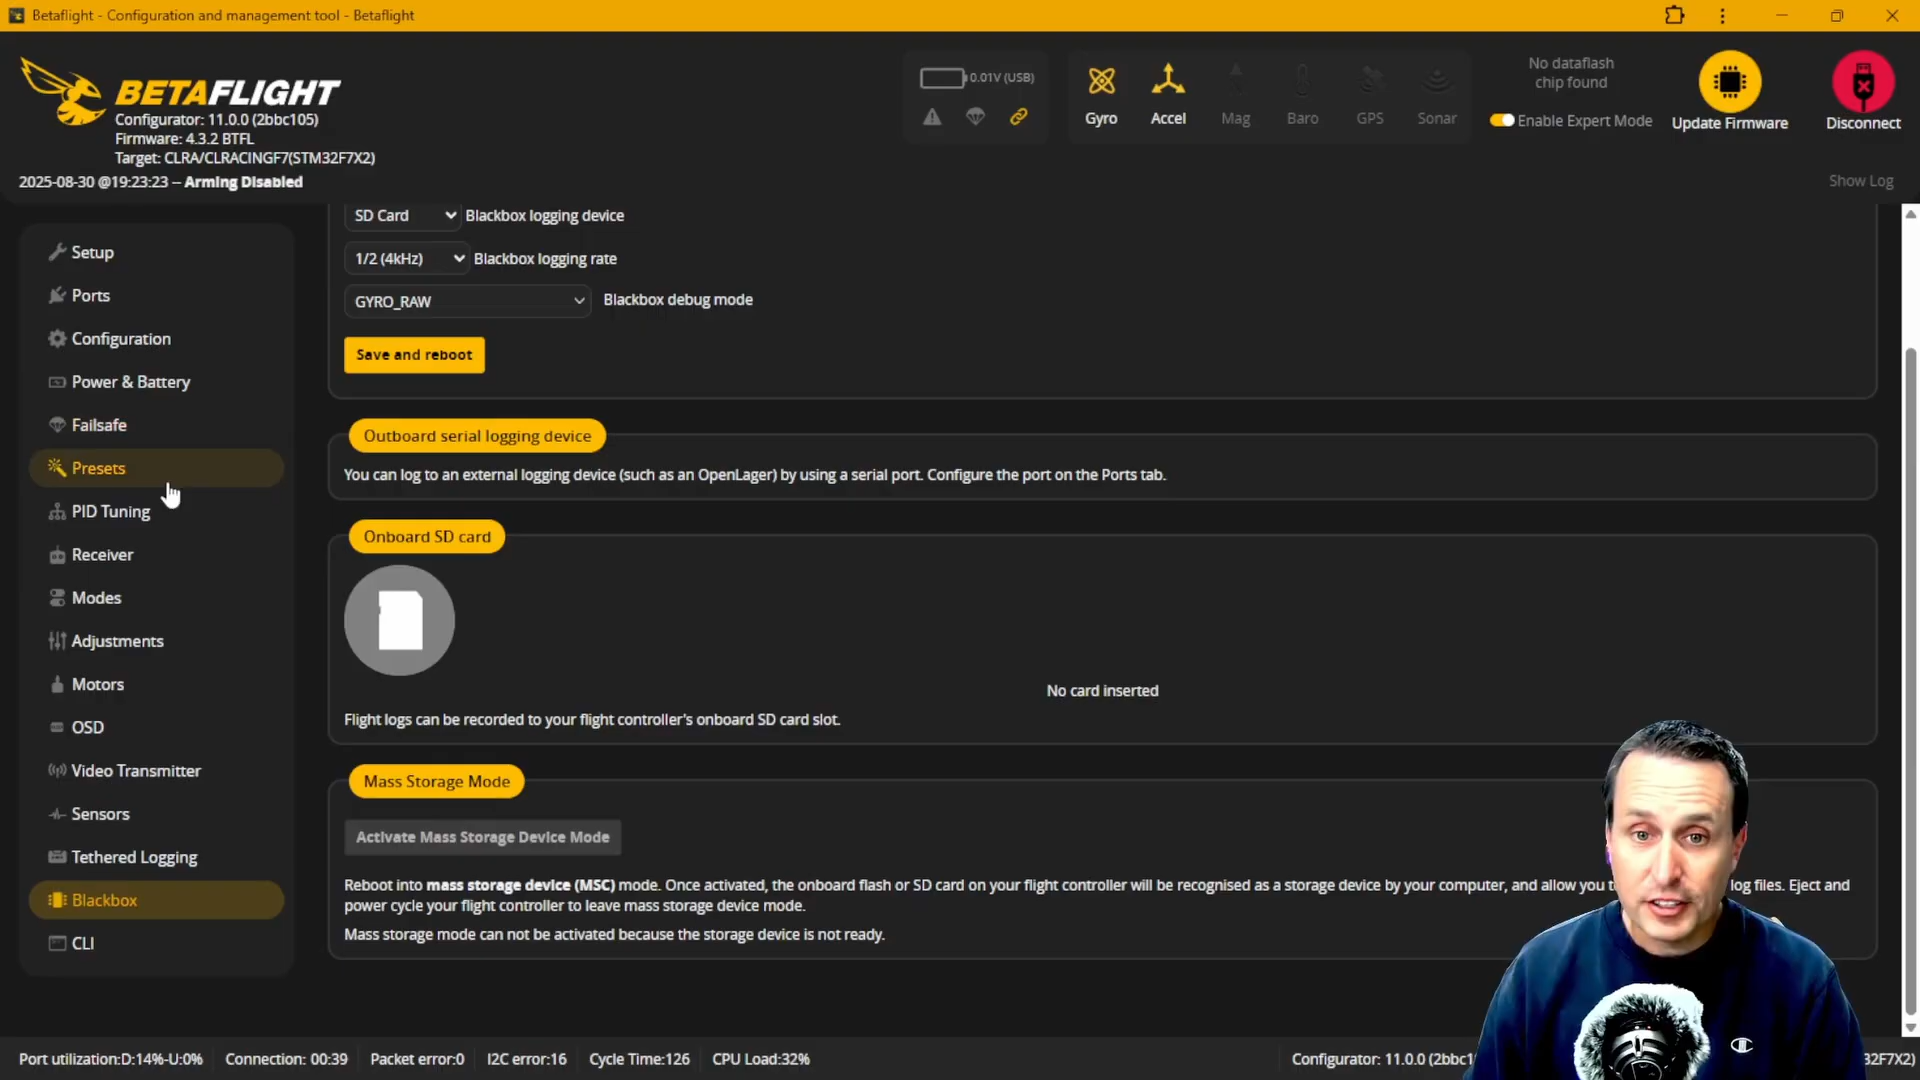 Betaflight - Configuration and management tool - Betaflight
BETAFLIGHT
Configurator: 11.0.0 (2bbc105)
Firmware: 4.3.2 BTFL
Target: CLRA/CLRACINGF7(STM32F7X2)
2025-08-30 @19:23:23 -- Arming Disabled
0.01V (USB)
Gyro
Accel
Mag
Baro
GPS
Sonar
No dataflash
chip found
Enable Expert Mode
Update Firmware
Disconnect
Show Log
Setup
Ports
Configuration
Power & Battery
Failsafe
Presets
PID Tuning
Receiver
Modes
Adjustments
Motors
OSD
Video Transmitter
Sensors
Tethered Logging
Blackbox
CLI
SD Card Blackbox logging device
1/2 (4kHz) Blackbox logging rate
GYRO_RAW Blackbox debug mode
Save and reboot
Outboard serial logging device
You can log to an external logging device (such as an OpenLager) by using a serial port. Configure the port on the Ports tab.
Onboard SD card
No card inserted
Flight logs can be recorded to your flight controller's onboard SD card slot.
Mass Storage Mode
Activate Mass Storage Device Mode
Reboot into mass storage device (MSC) mode. Once activated, the onboard flash or SD card on your flight controller will be recognised as a storage device by your computer, and allow you log files. Eject and
power cycle your flight controller to leave mass storage device mode.
Mass storage mode can not be activated because the storage device is not ready.
Port utilization:D:14%-U:0% Connection: 00:39 Packet error:0 I2C error:16 Cycle Time:126 CPU Load:32% Configurator: 11.0.0 (2bbc1 32F7X2)